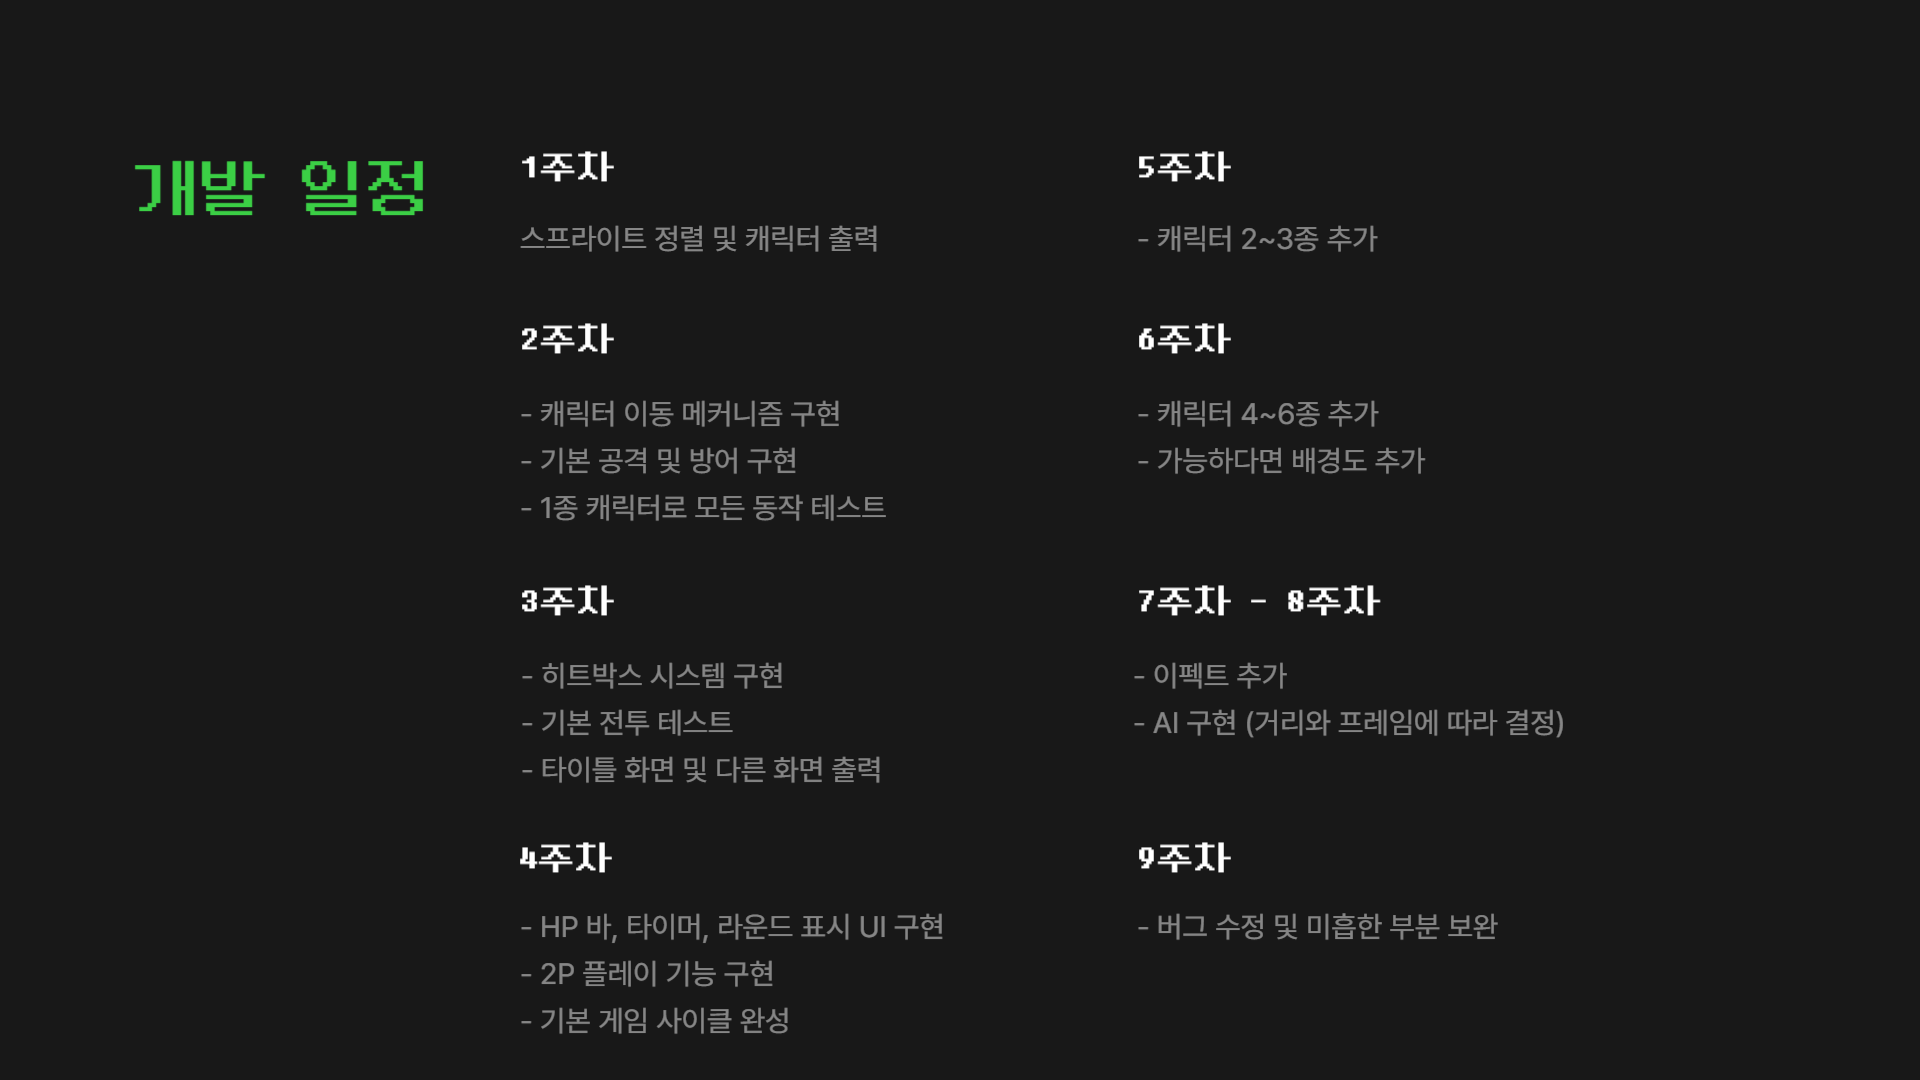 개발 일정
1주차
스프라이트 정렬 및 캐릭터 출력
2주차
- 캐릭터 이동 메커니즘 구현
- 기본 공격 및 방어 구현
- 1종 캐릭터로 모든 동작 테스트
3주차
- 히트박스 시스템 구현
- 기본 전투 테스트
- 타이틀 화면 및 다른 화면 출력
4주차
- HP 바, 타이머, 라운드 표시 UI 구현
- 2P 플레이 기능 구현
- 기본 게임 사이클 완성
5주차
- 캐릭터 2~3종 추가
6주차
- 캐릭터 4~6종 추가
- 가능하다면 배경도 추가
7주차 - 8주차
- 이펙트 추가
- AI 구현 (거리와 프레임에 따라 결정)
9주차
- 버그 수정 및 미흡한 부분 보완